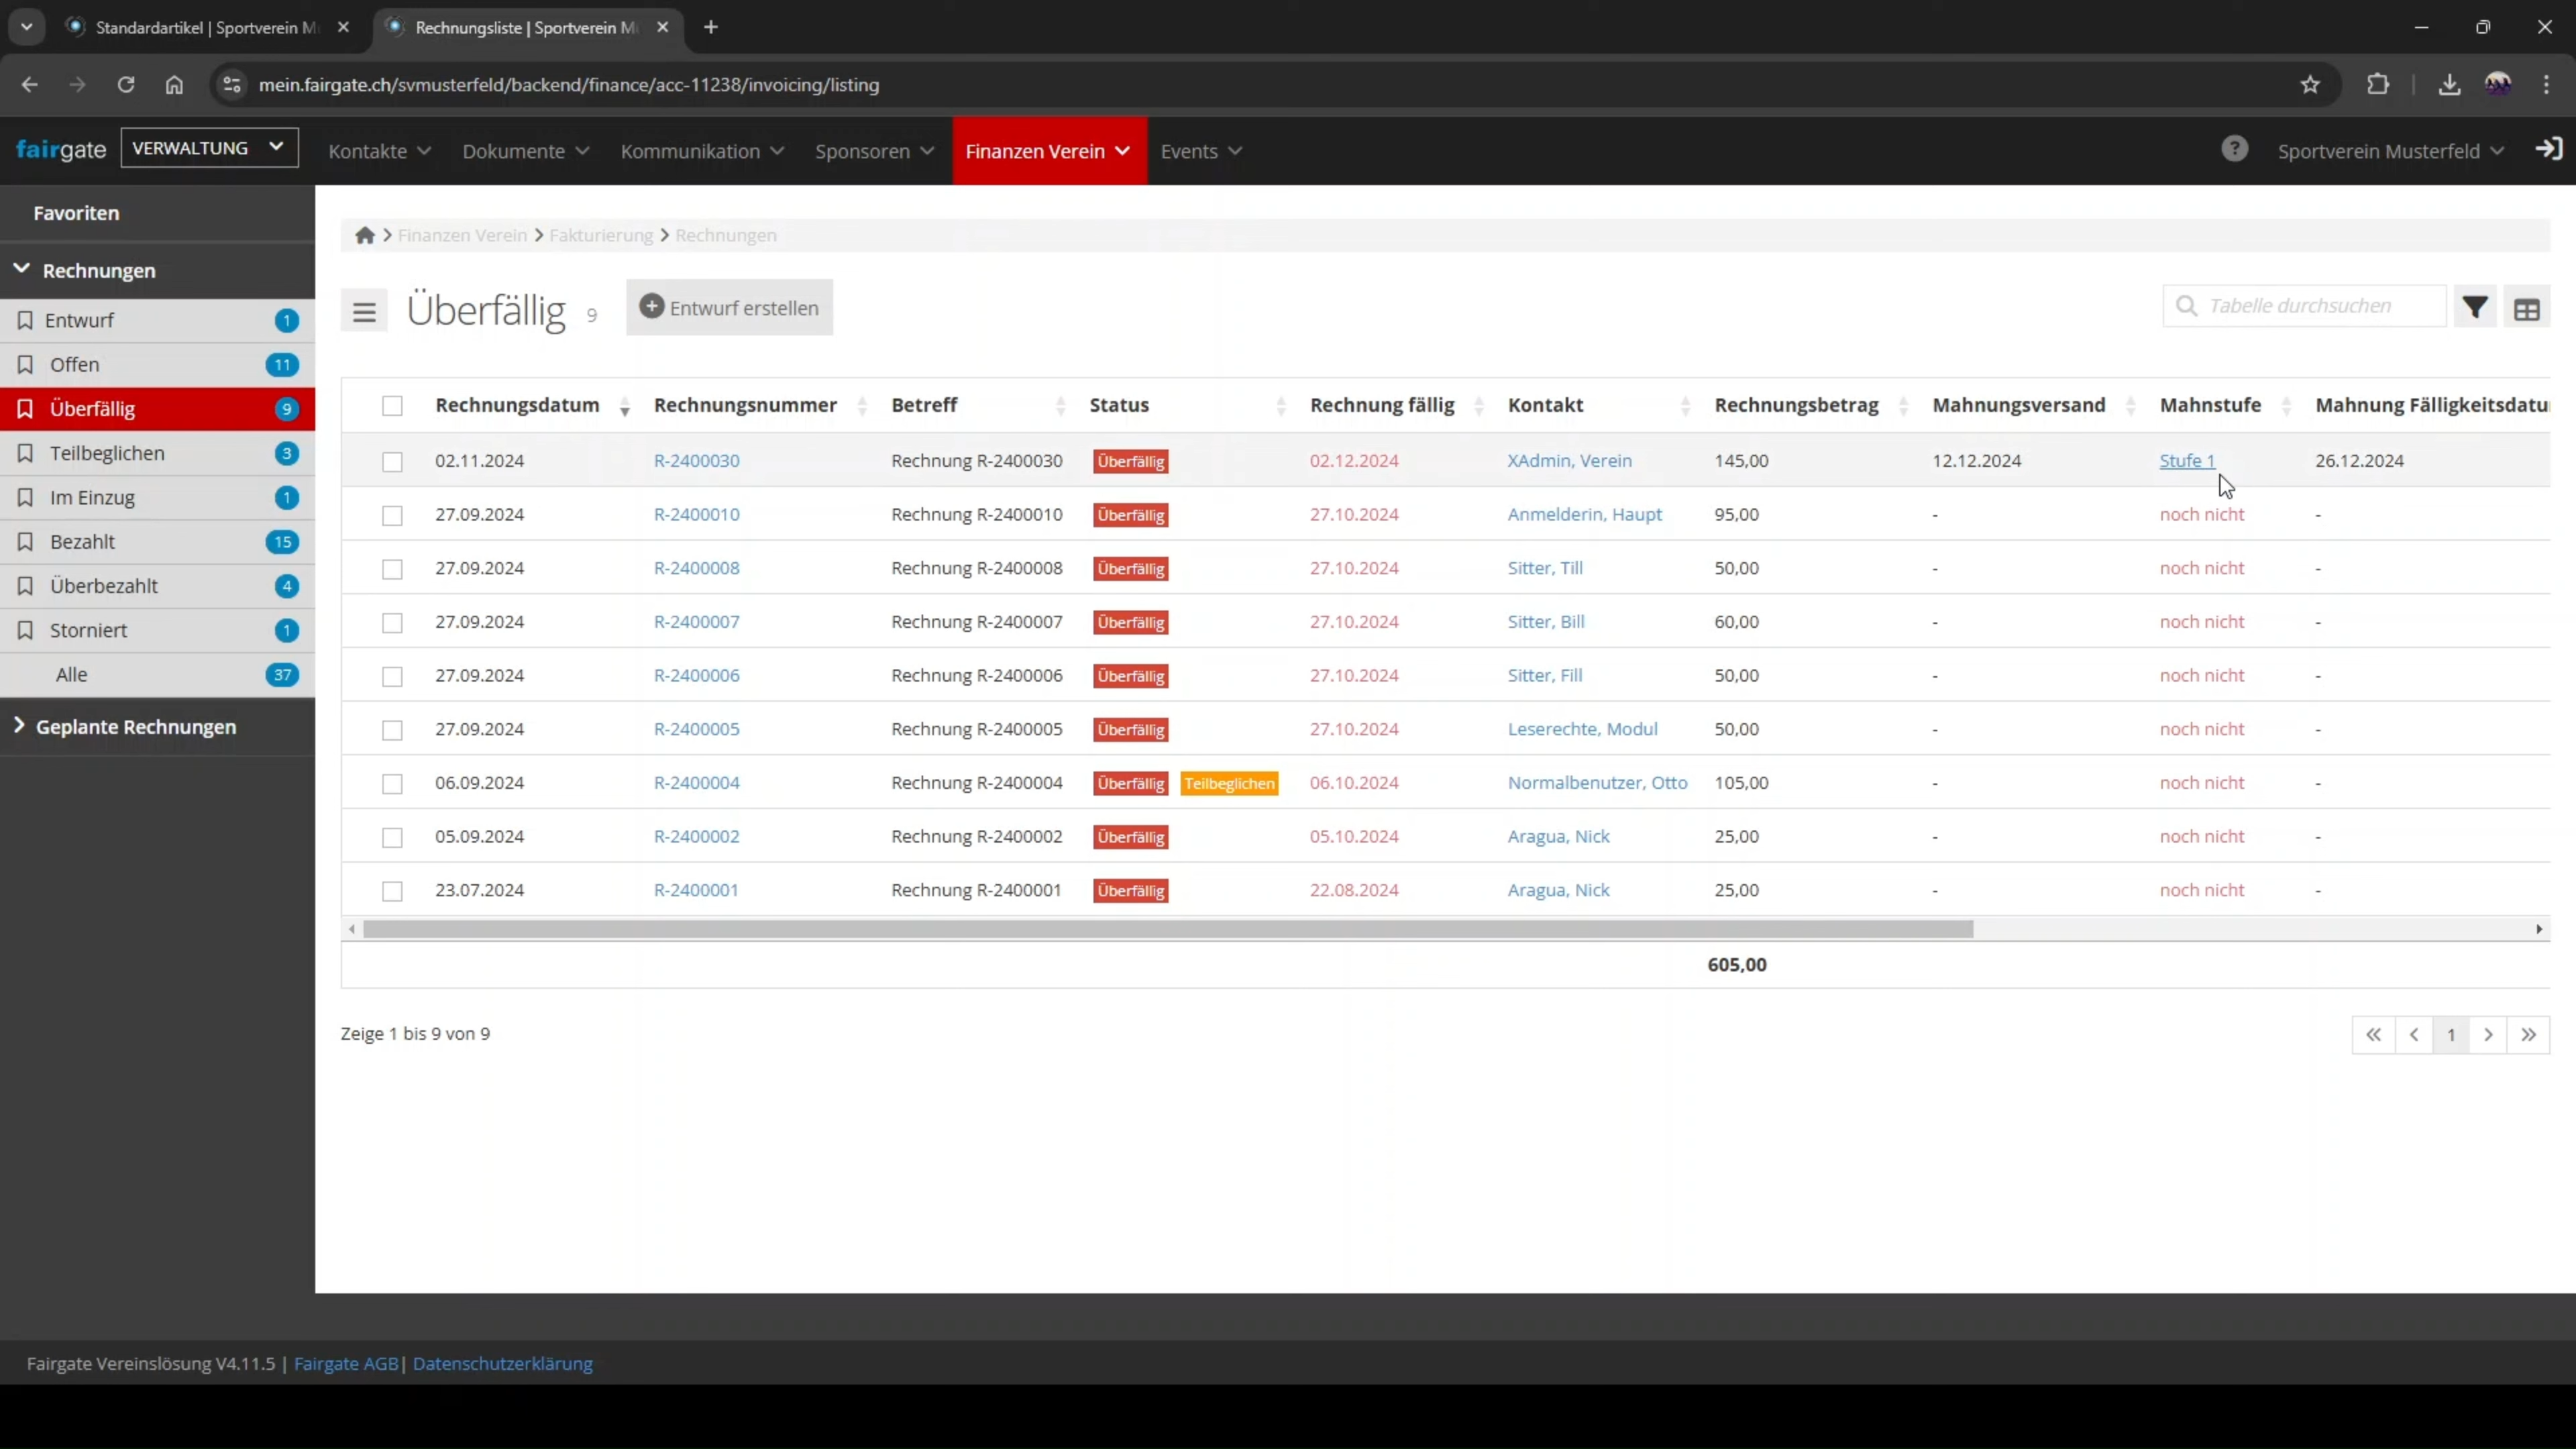 Standardartikel | Sportverein M
Rechnungsliste | Sportverein M
mein.fairgate.ch/svmusterfeld/backend/finance/acc-11238/invoicing/listing
fairgate VERWALTUNG Kontakte Dokumente Kommunikation Sponsoren Finanzen Verein Events ? Sportverein Musterfeld
Favoriten
Rechnungen
Entwurf 1
Offen 11
Überfällig 9
Teilbeglichen 3
Im Einzug 1
Bezahlt 15
Überbezahlt 4
Storniert 1
Alle 37
Geplante Rechnungen
Finanzen Verein > Fakturierung > Rechnungen
Überfällig 9 Entwurf erstellen Tabelle durchsuchen
Rechnungsdatum Rechnungsnummer Betreff Status Rechnung fällig Kontakt Rechnungsbetrag Mahnungsversand Mahnstufe Mahnung Fälligkeitsdatu
02.11.2024 R-2400030 Rechnung R-2400030 Überfällig 02.12.2024 XAdmin, Verein 145,00 12.12.2024 Stufe 1 26.12.2024
27.09.2024 R-2400010 Rechnung R-2400010 Überfällig 27.10.2024 Anmelderin, Haupt 95,00 - noch nicht -
27.09.2024 R-2400008 Rechnung R-2400008 Überfällig 27.10.2024 Sitter, Till 50,00 - noch nicht -
27.09.2024 R-2400007 Rechnung R-2400007 Überfällig 27.10.2024 Sitter, Bill 60,00 - noch nicht -
27.09.2024 R-2400006 Rechnung R-2400006 Überfällig 27.10.2024 Sitter, Fill 50,00 - noch nicht -
27.09.2024 R-2400005 Rechnung R-2400005 Überfällig 27.10.2024 Leserechte, Modul 50,00 - noch nicht -
06.09.2024 R-2400004 Rechnung R-2400004 Überfällig Teilbeglichen 06.10.2024 Normalbenutzer, Otto 105,00 - noch nicht -
05.09.2024 R-2400002 Rechnung R-2400002 Überfällig 05.10.2024 Aragua, Nick 25,00 - noch nicht -
23.07.2024 R-2400001 Rechnung R-2400001 Überfällig 22.08.2024 Aragua, Nick 25,00 - noch nicht -
605,00
Zeige 1 bis 9 von 9
« < 1 > »
Fairgate Vereinslösung V4.11.5 | Fairgate AGB | Datenschutzerklärung